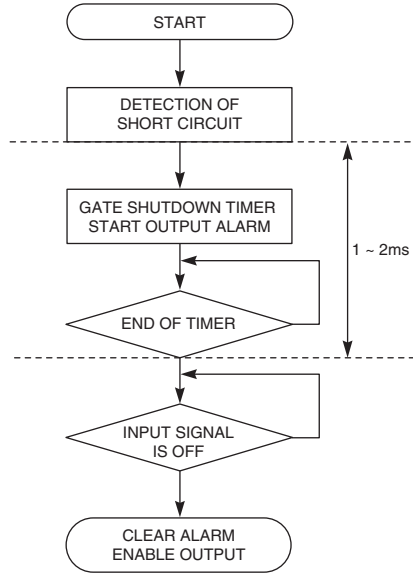 START
DETECTION OF
SHORT CIRCUIT
GATE SHUTDOWN TIMER
START OUTPUT ALARM
1 ~ 2ms
END OF TIMER
INPUT SIGNAL
IS OFF
CLEAR ALARM
ENABLE OUTPUT